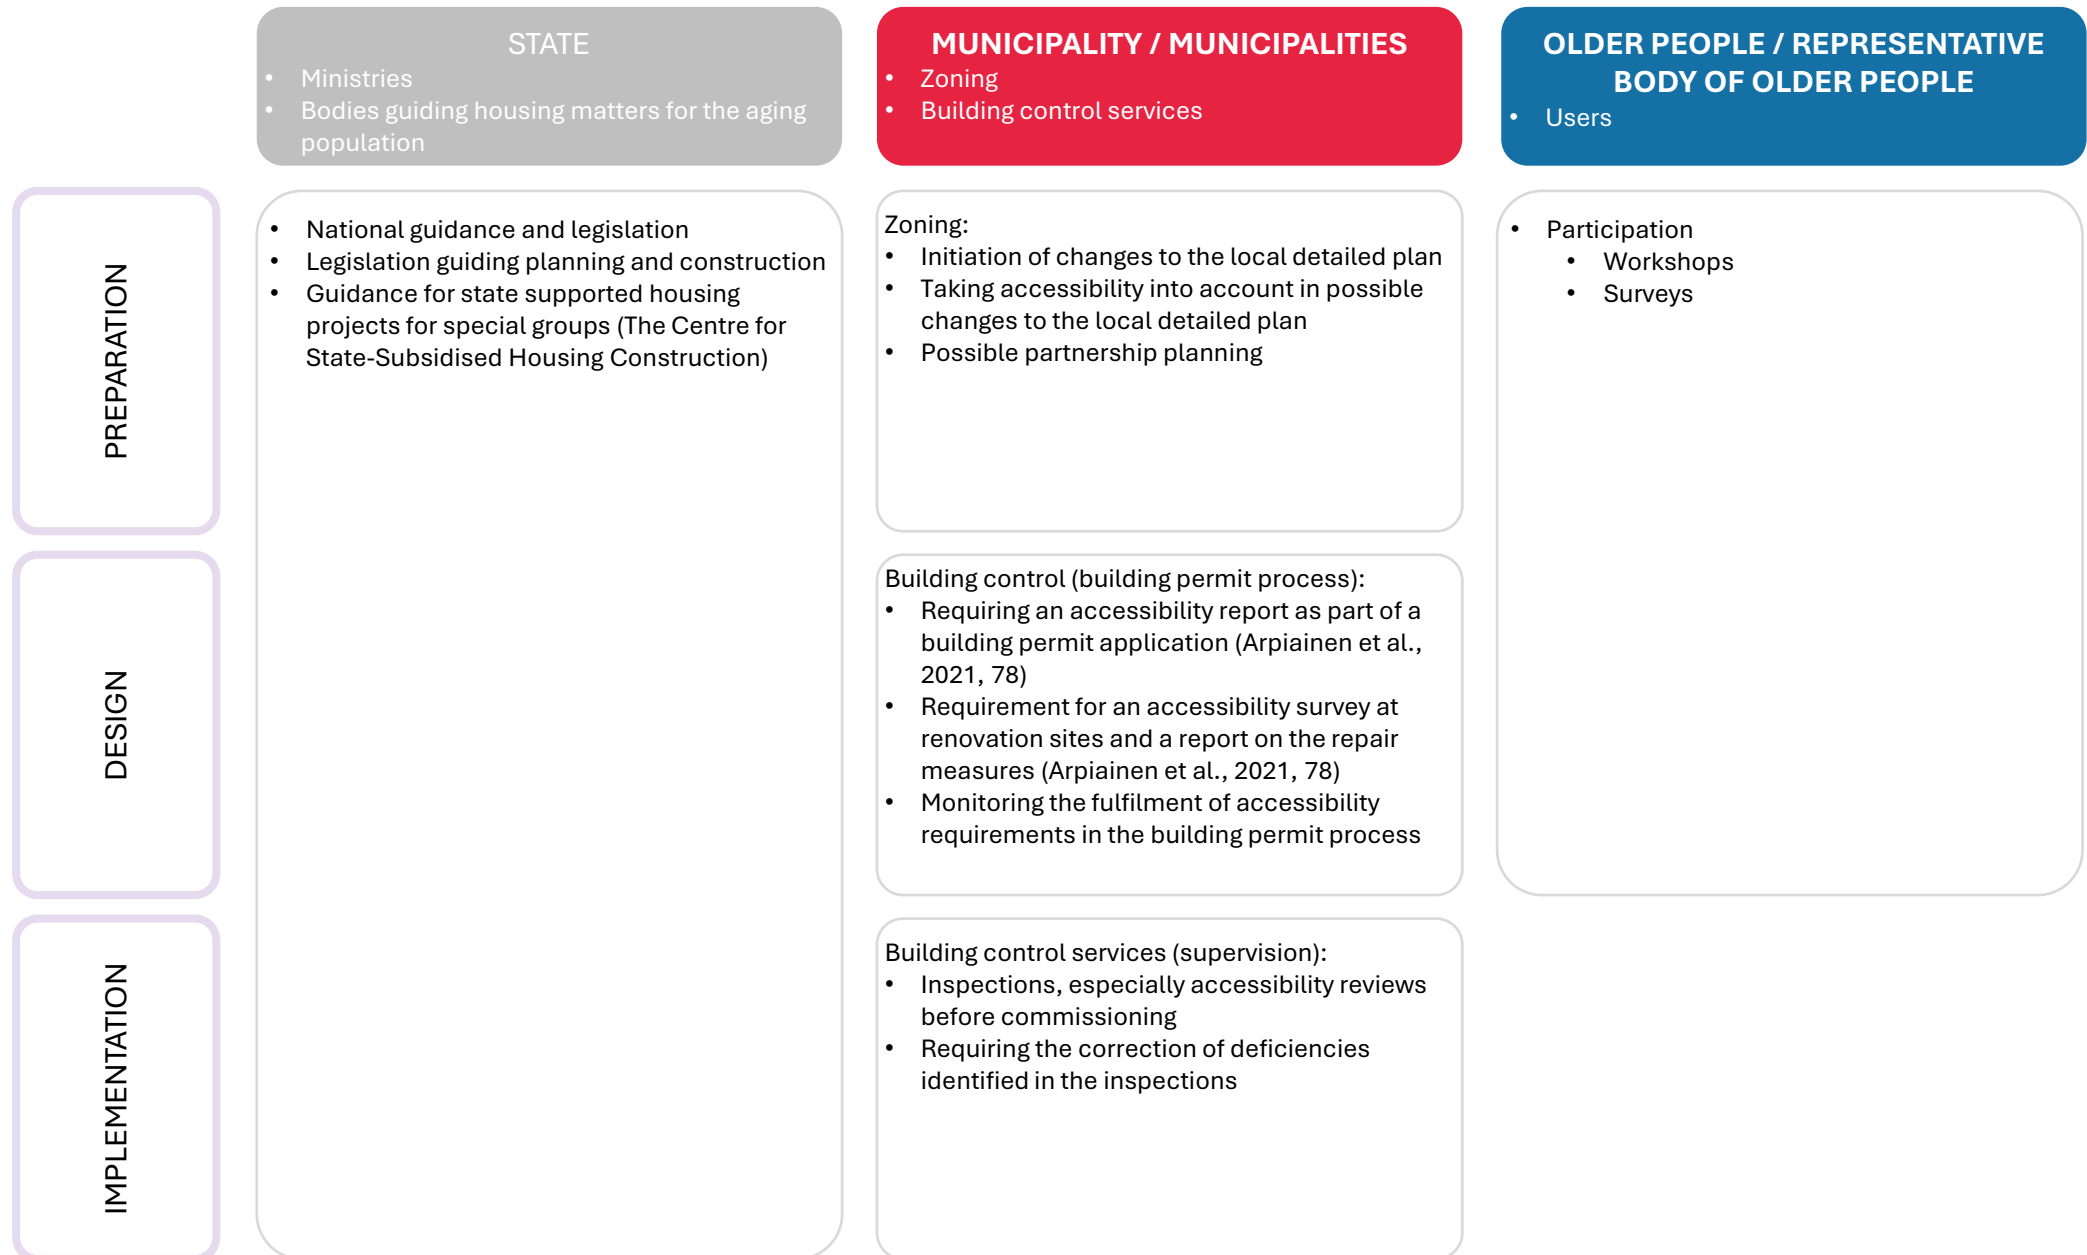 STATE
• Ministries
• Bodies guiding housing matters for the aging
population
MUNICIPALITY / MUNICIPALITIES
• Zoning
• Building control services
OLDER PEOPLE / REPRESENTATIVE
BODY OF OLDER PEOPLE
• Users
PREPARATION
• National guidance and legislation
• Legislation guiding planning and construction
• Guidance for state supported housing
projects for special groups (The Centre for
State-Subsidised Housing Construction)
Zoning:
• Initiation of changes to the local detailed plan
• Taking accessibility into account in possible
changes to the local detailed plan
• Possible partnership planning
• Participation
• Workshops
• Surveys
DESIGN
Building control (building permit process):
• Requiring an accessibility report as part of a
building permit application (Arpiainen et al.,
2021, 78)
• Requirement for an accessibility survey at
renovation sites and a report on the repair
measures (Arpiainen et al., 2021, 78)
• Monitoring the fulfilment of accessibility
requirements in the building permit process
IMPLEMENTATION
Building control services (supervision):
• Inspections, especially accessibility reviews
before commissioning
• Requiring the correction of deficiencies
identified in the inspections